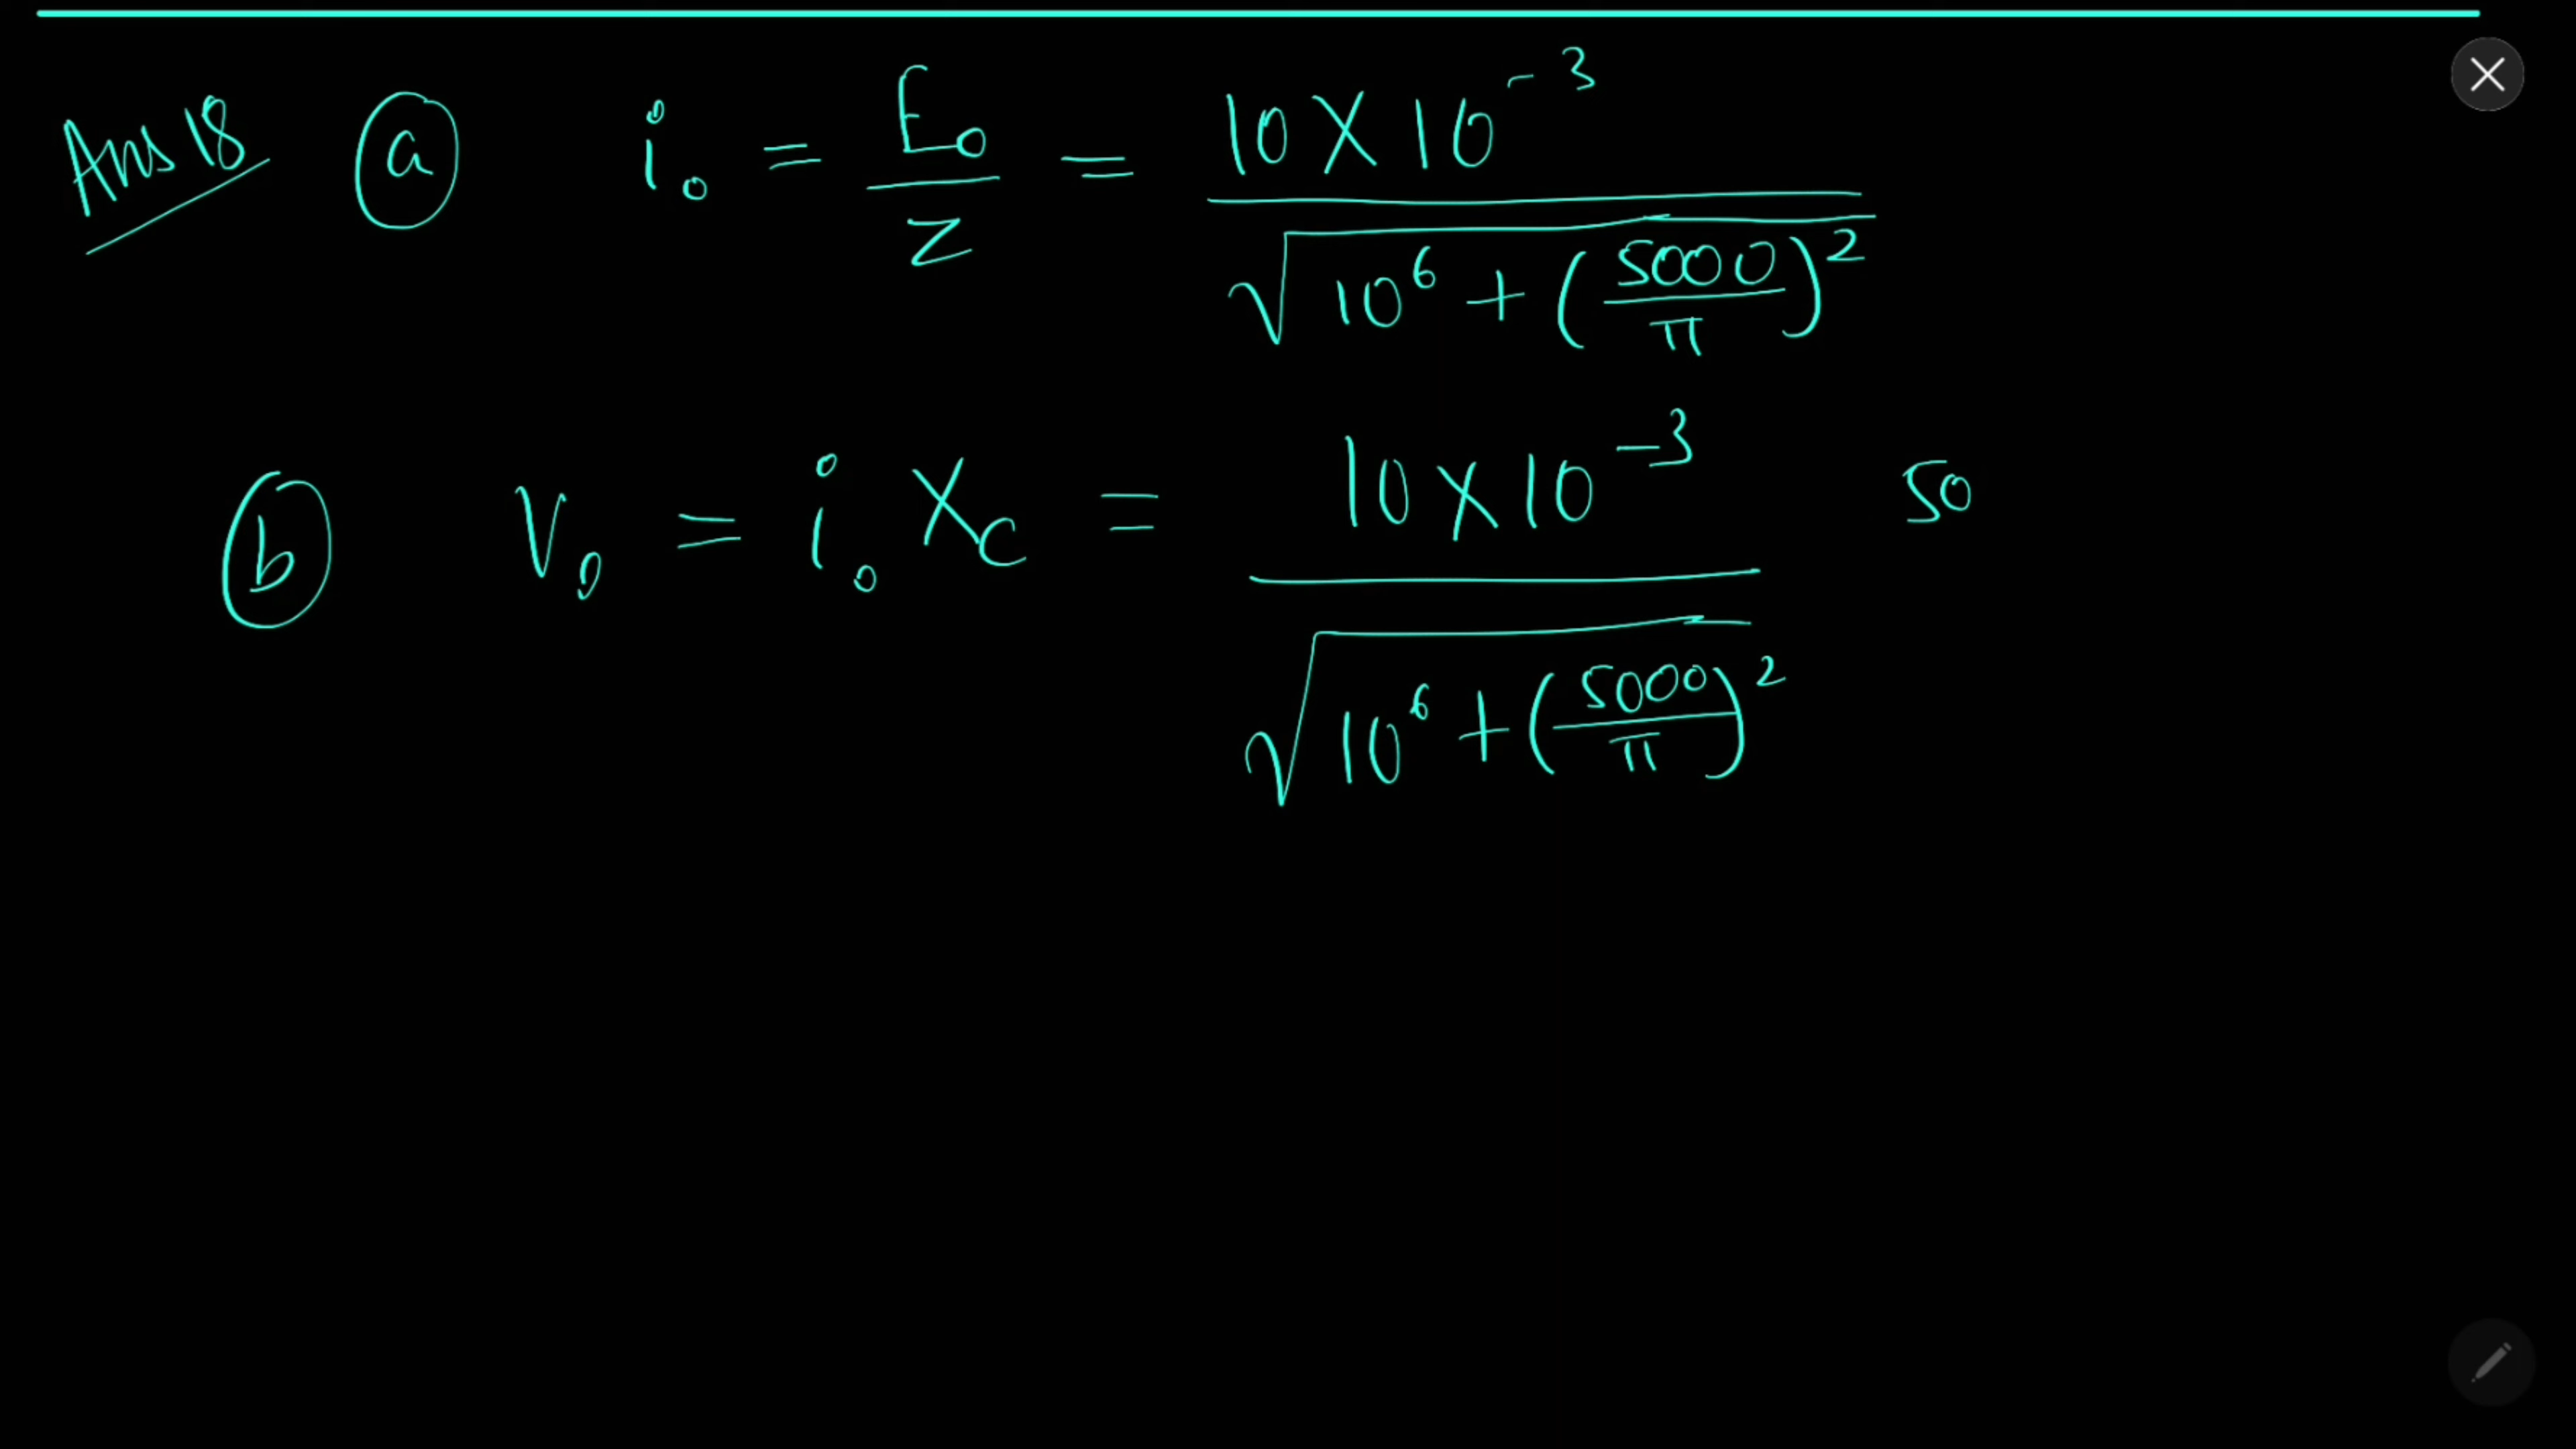 Ans 18 (a) i₀ = E₀/Z = 10 × 10⁻³ / √(10⁶ + (5000/π)²)
(b) V₀ = i₀ X_C = 10 × 10⁻³ / √(10⁶ + (5000/π)²) 50